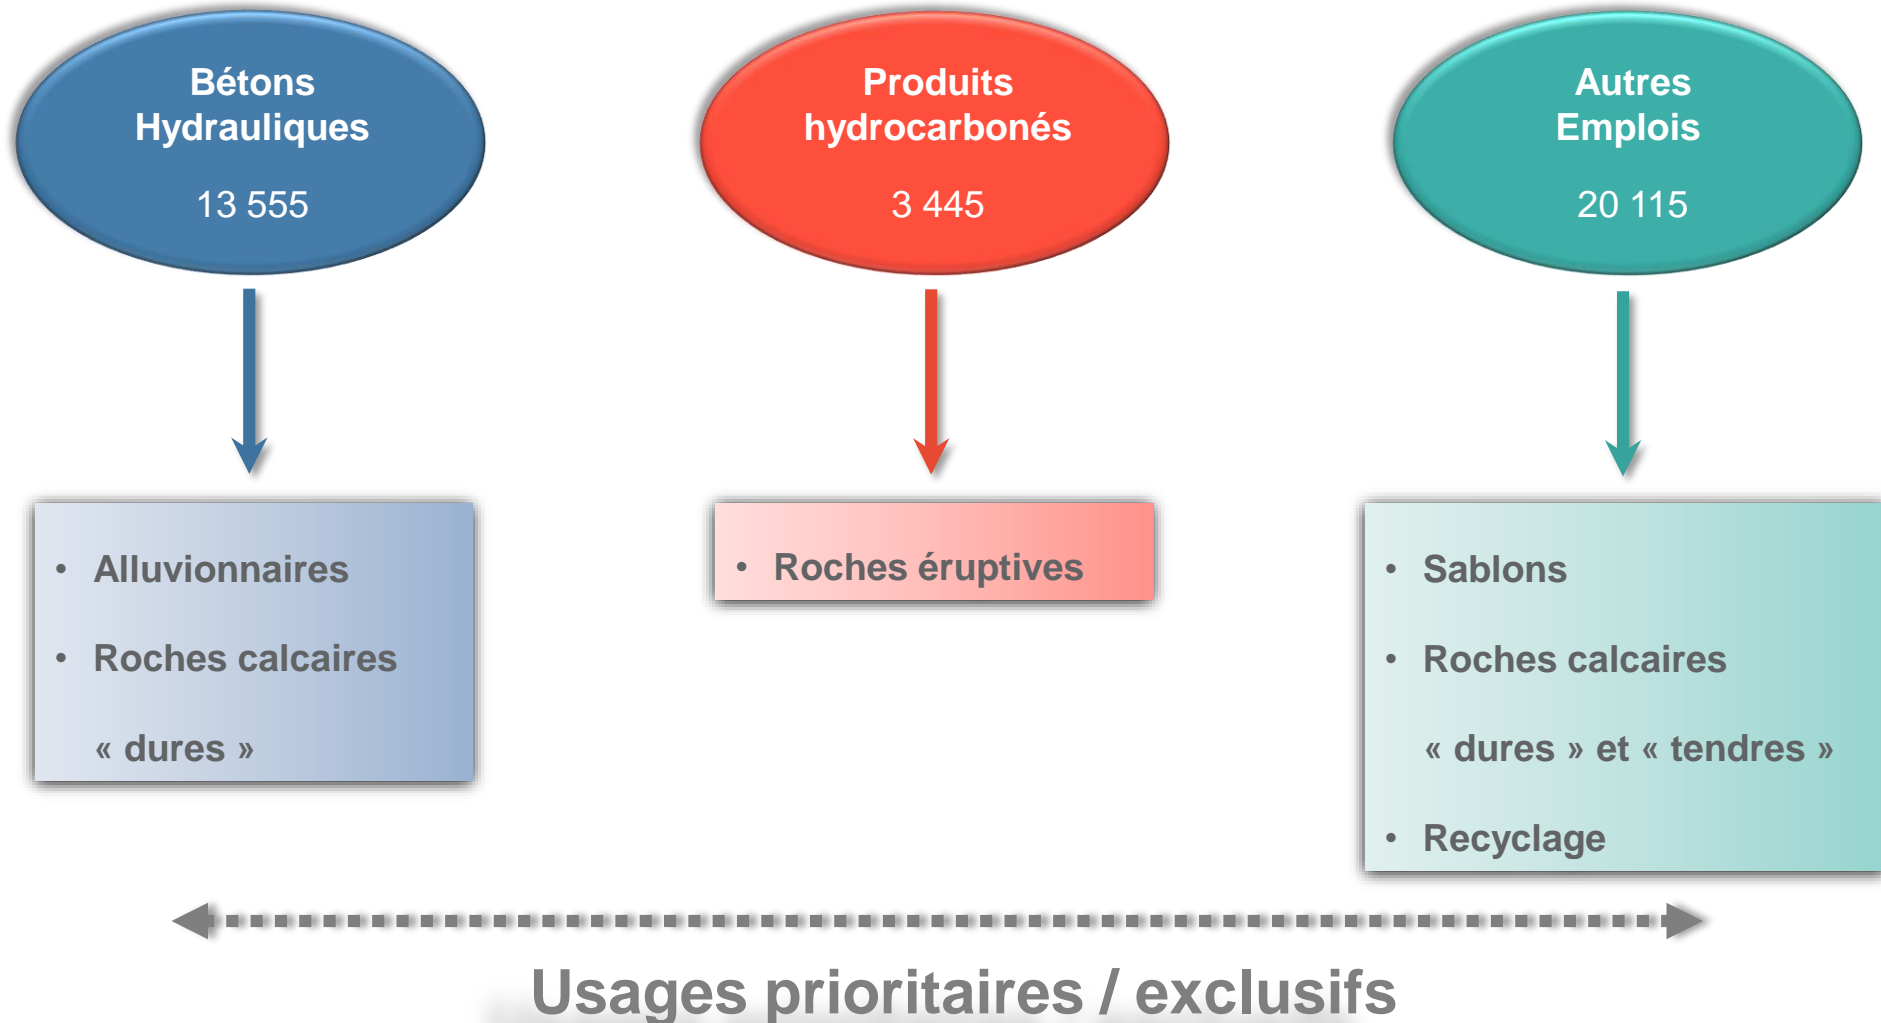 Bétons
Hydrauliques
13 555
Produits
hydrocarbonés
3 445
Autres
Emplois
20 115
• Alluvionnaires
• Roches calcaires
« dures »
• Roches éruptives
• Sablons
• Roches calcaires
« dures » et « tendres »
• Recyclage
Usages prioritaires / exclusifs